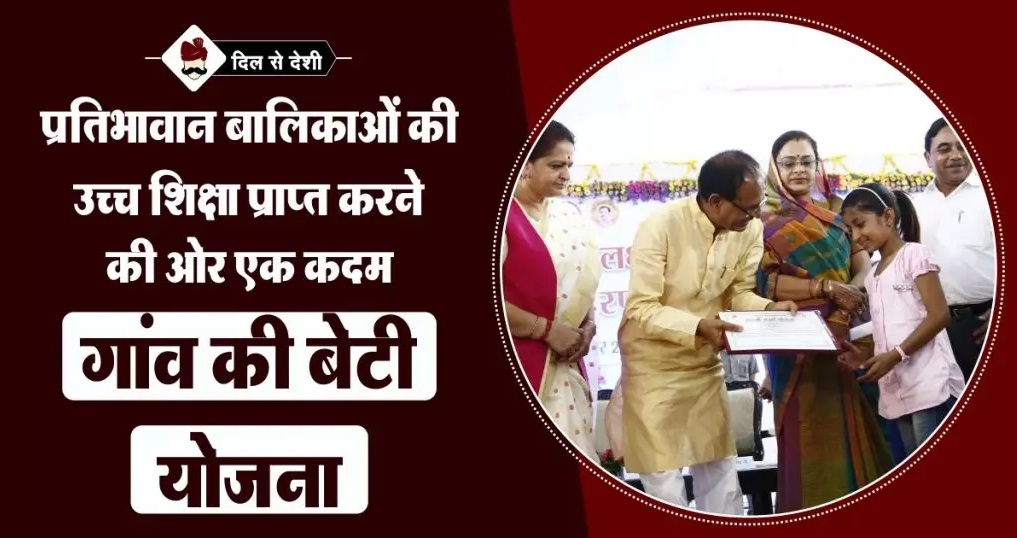 दिल से देशी
प्रतिभावान बालिकाओं की
उच्च शिक्षा प्राप्त करने
की ओर एक कदम
गांव की बेटी
योजना